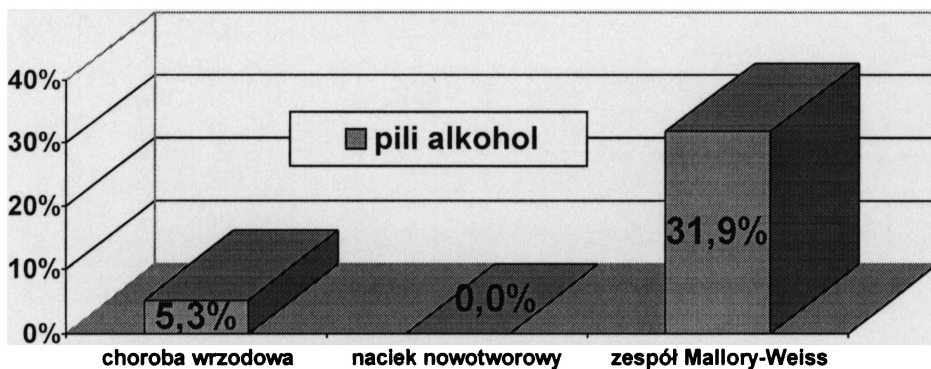 40%
30%
20%
10%
0%
pili alkohol
5,3%
0,0%
31,9%
choroba wrzodowa
naciek nowotworowy
zespół Mallory-Weiss